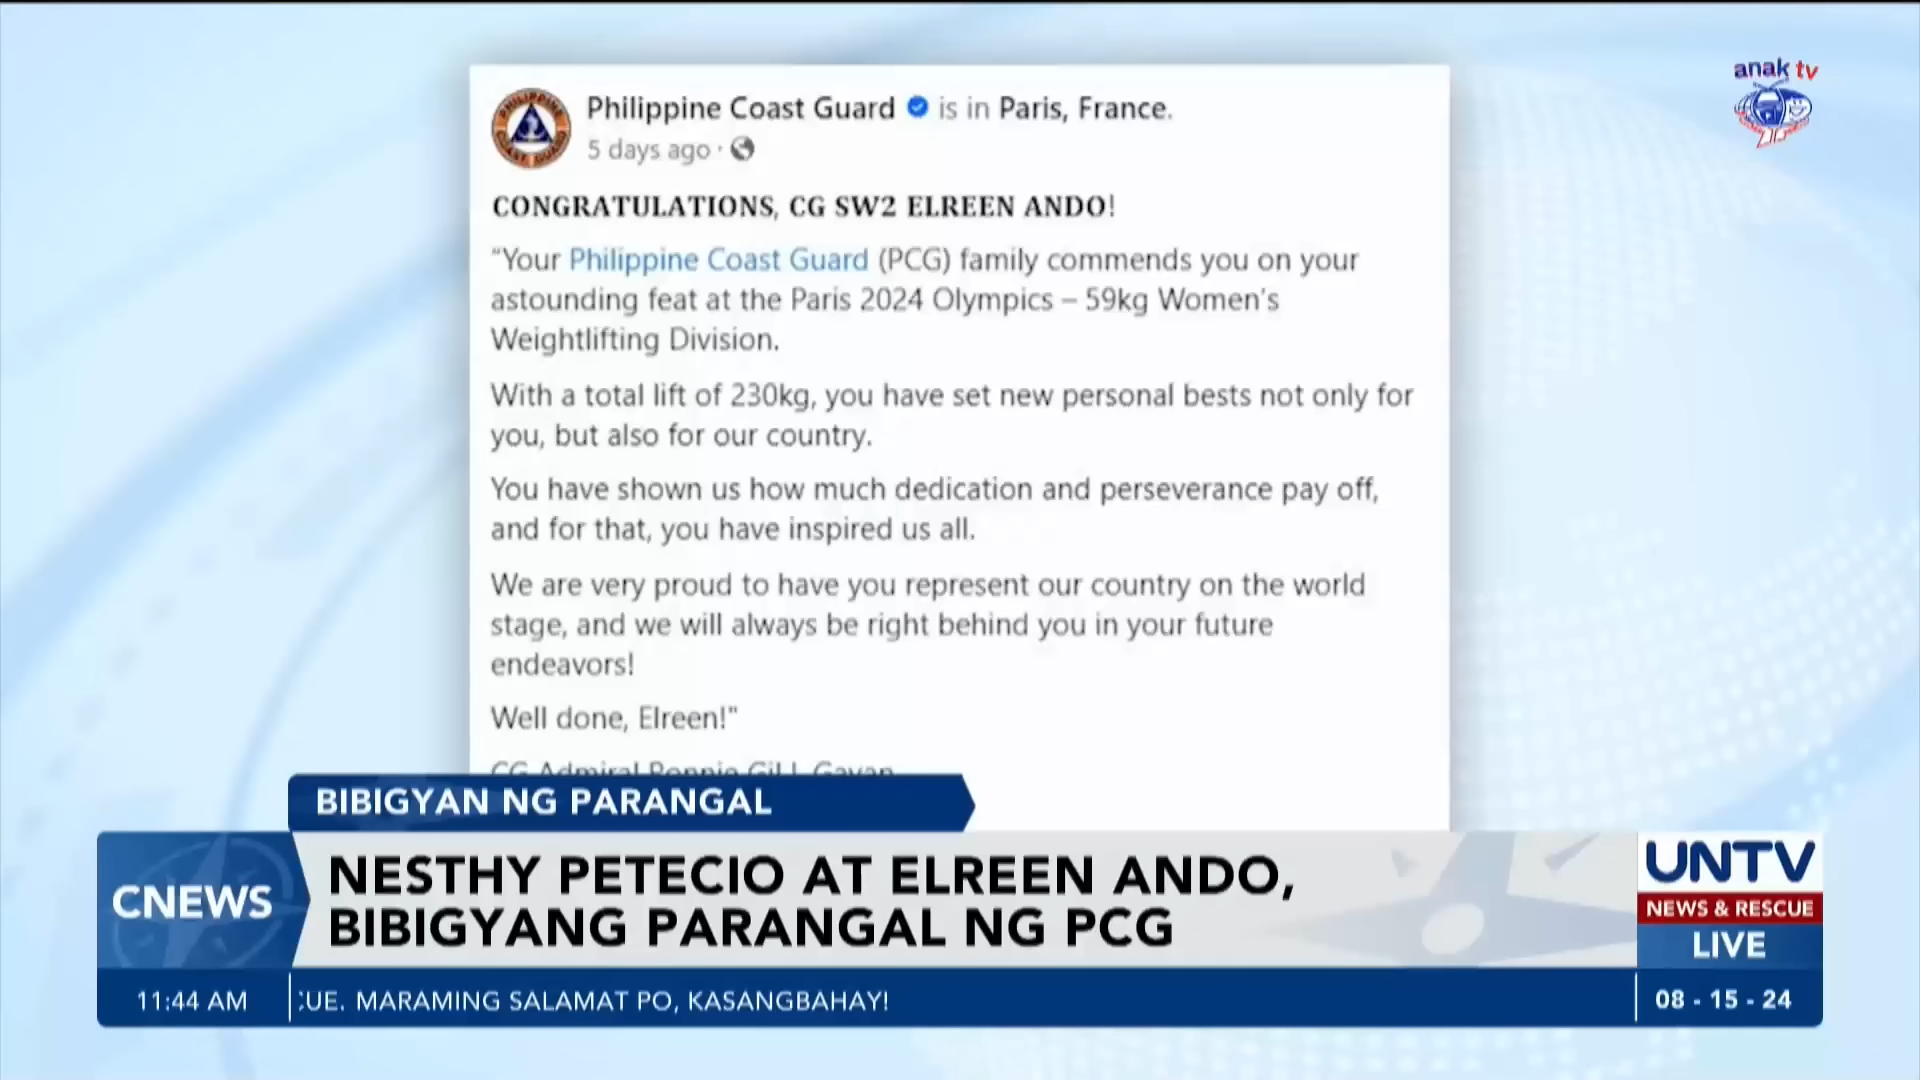 anak tv
Philippine Coast Guard is in Paris, France.
5 days ago ·
CONGRATULATIONS, CG SW2 ELREEN ANDO!
“Your Philippine Coast Guard (PCG) family commends you on your
astounding feat at the Paris 2024 Olympics – 59kg Women's
Weightlifting Division.
With a total lift of 230kg, you have set new personal bests not only for
you, but also for our country.
You have shown us how much dedication and perseverance pay off,
and for that, you have inspired us all.
We are very proud to have you represent our country on the world
stage, and we will always be right behind you in your future
endeavors!
Well done, Elreen!"
CG Admiral Ronnie Gil L Gavan
BIBIGYAN NG PARANGAL
CNEWS
NESTHY PETECIO AT ELREEN ANDO,
BIBIGYANG PARANGAL NG PCG
UNTV
NEWS & RESCUE
LIVE
11:44 AM
CUE. MARAMING SALAMAT PO, KASANGBAHAY!
08 - 15 - 24